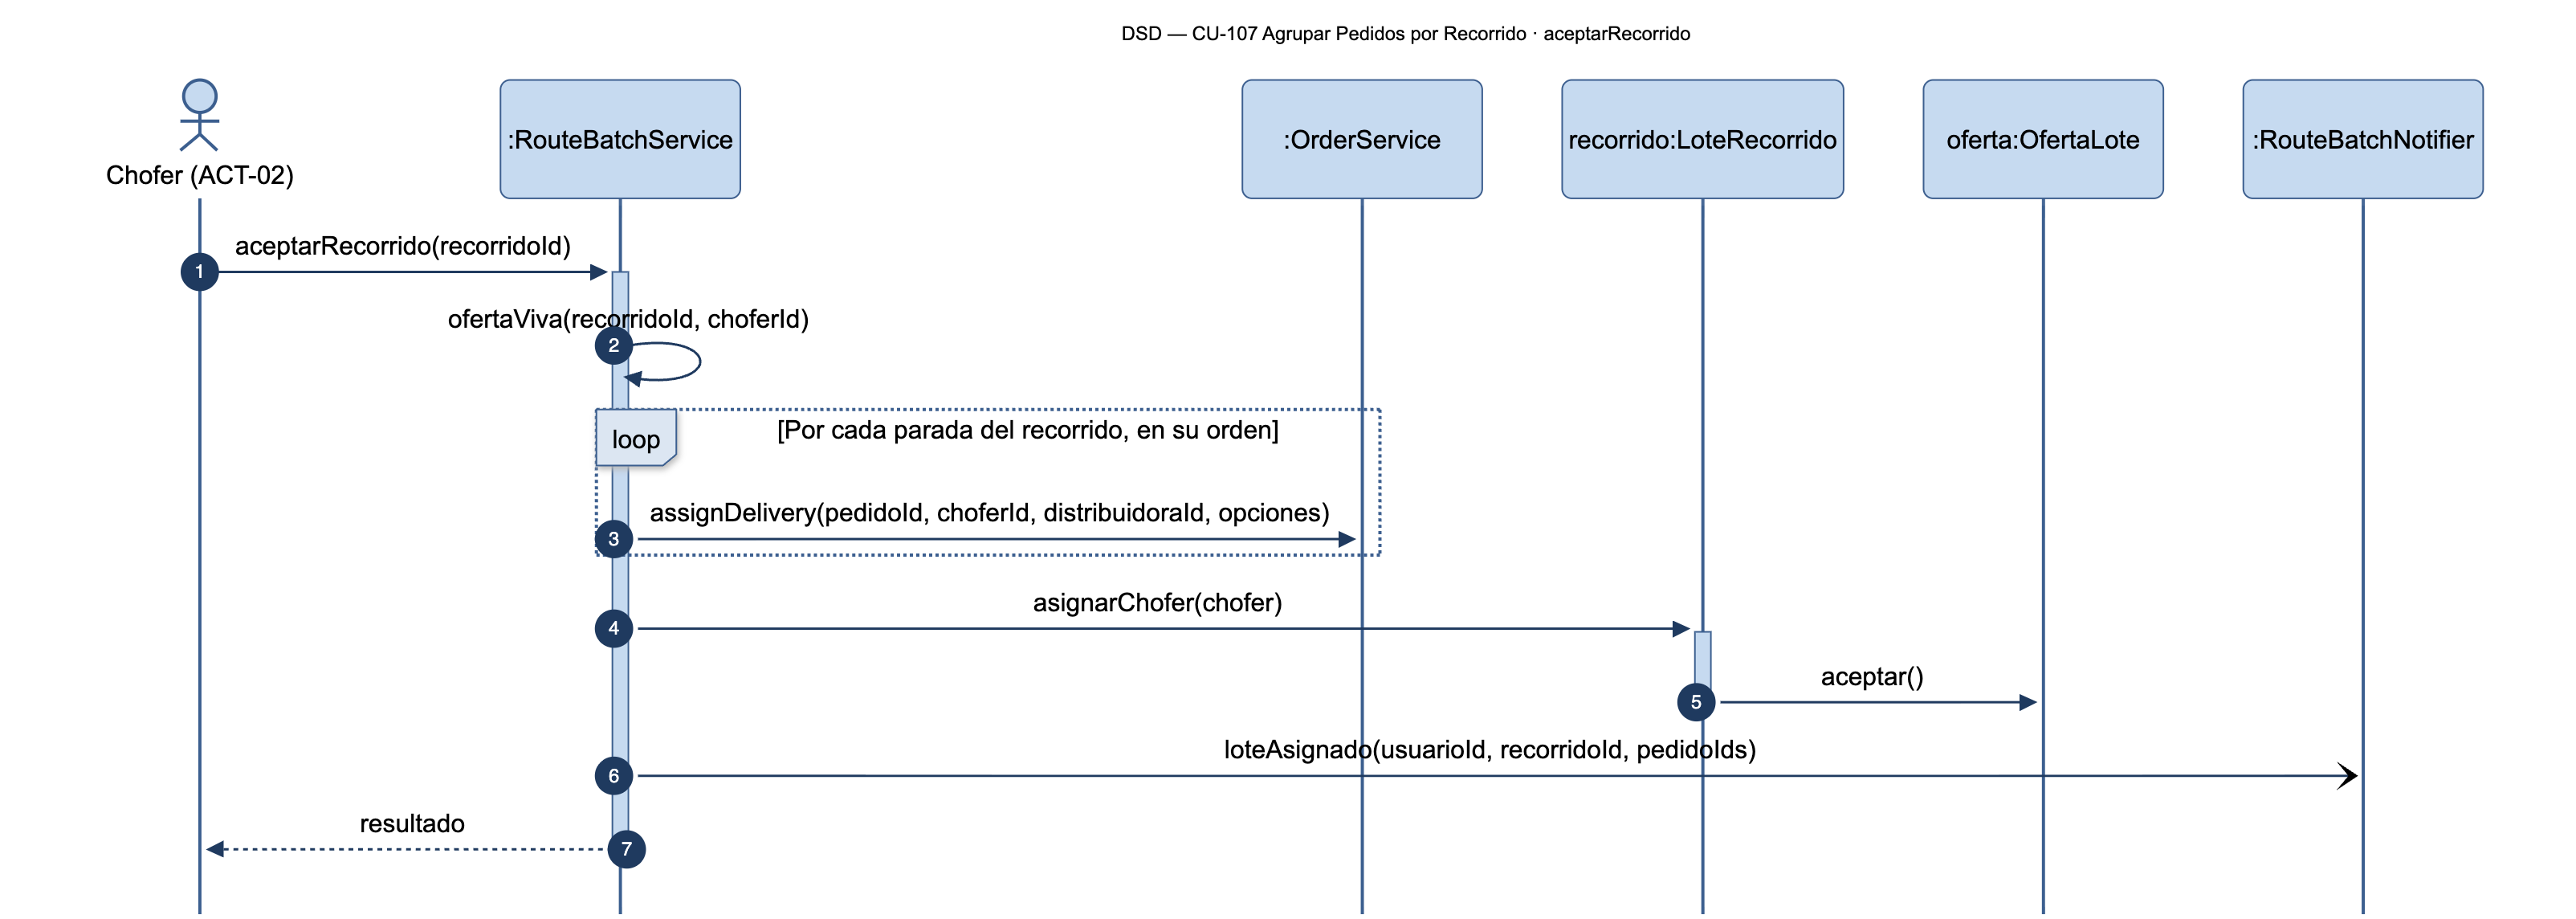 DSD — CU-107 Agrupar Pedidos por Recorrido · aceptarRecorrido
Chofer (ACT-02)
:RouteBatchService
:OrderService
recorrido:LoteRecorrido
oferta:OfertaLote
:RouteBatchNotifier
aceptarRecorrido(recorridoId)
1
ofertaViva(recorridoId, choferId)
2
loop
[Por cada parada del recorrido, en su orden]
assignDelivery(pedidoId, choferId, distribuidoraId, opciones)
3
asignarChofer(chofer)
4
aceptar()
5
loteAsignado(usuarioId, recorridoId, pedidoIds)
6
resultado
7